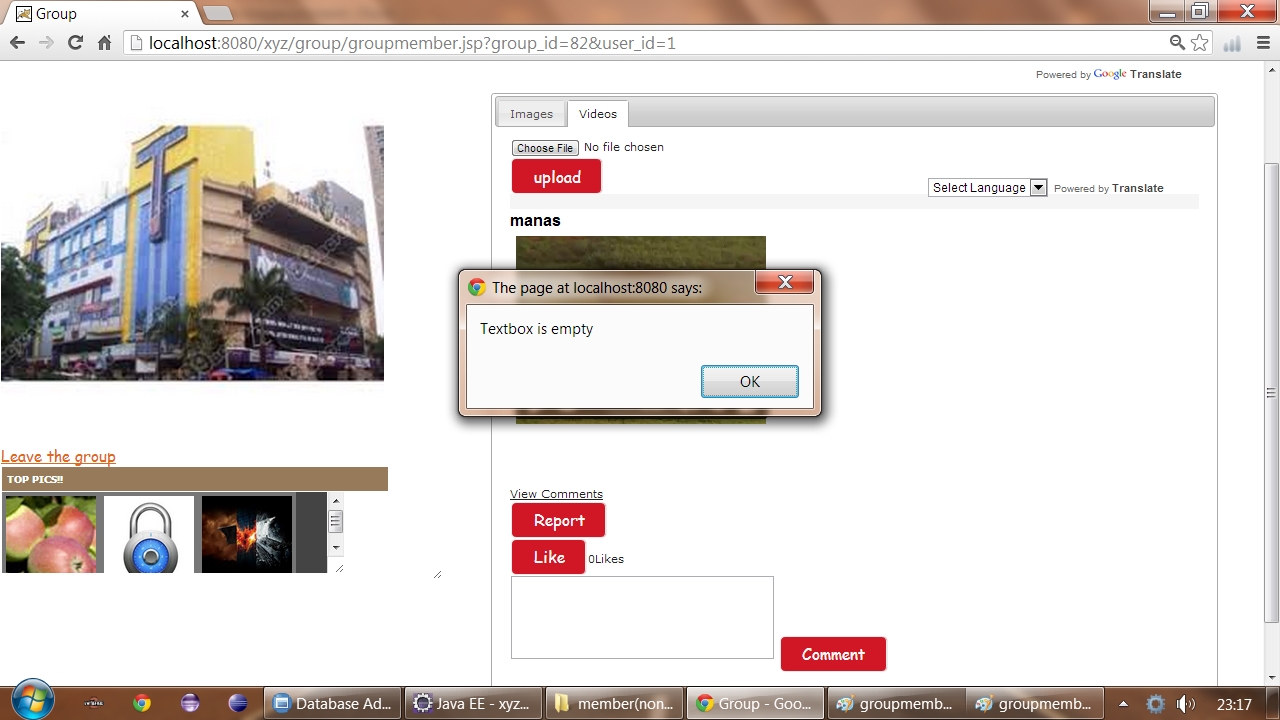 Group
localhost:8080/xyz/group/groupmember.jsp?group_id=82&user_id=1
Powered by Google Translate
Images
Videos
Choose File No file chosen
upload
Select Language
Powered by Translate
manas
The page at localhost:8080 says:
Textbox is empty
OK
Leave the group
TOP PICS!!
View Comments
Report
Like 0Likes
Comment
Database Ad...
Java EE - xyz...
member(non...
Group - Goo...
groupmemb...
groupmemb...
23:17